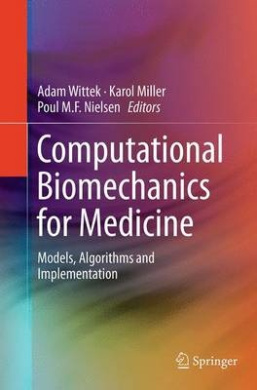 Adam Wittek · Karol Miller
Poul M.F. Nielsen Editors
Computational
Biomechanics
for Medicine
Models, Algorithms and
Implementation
Springer